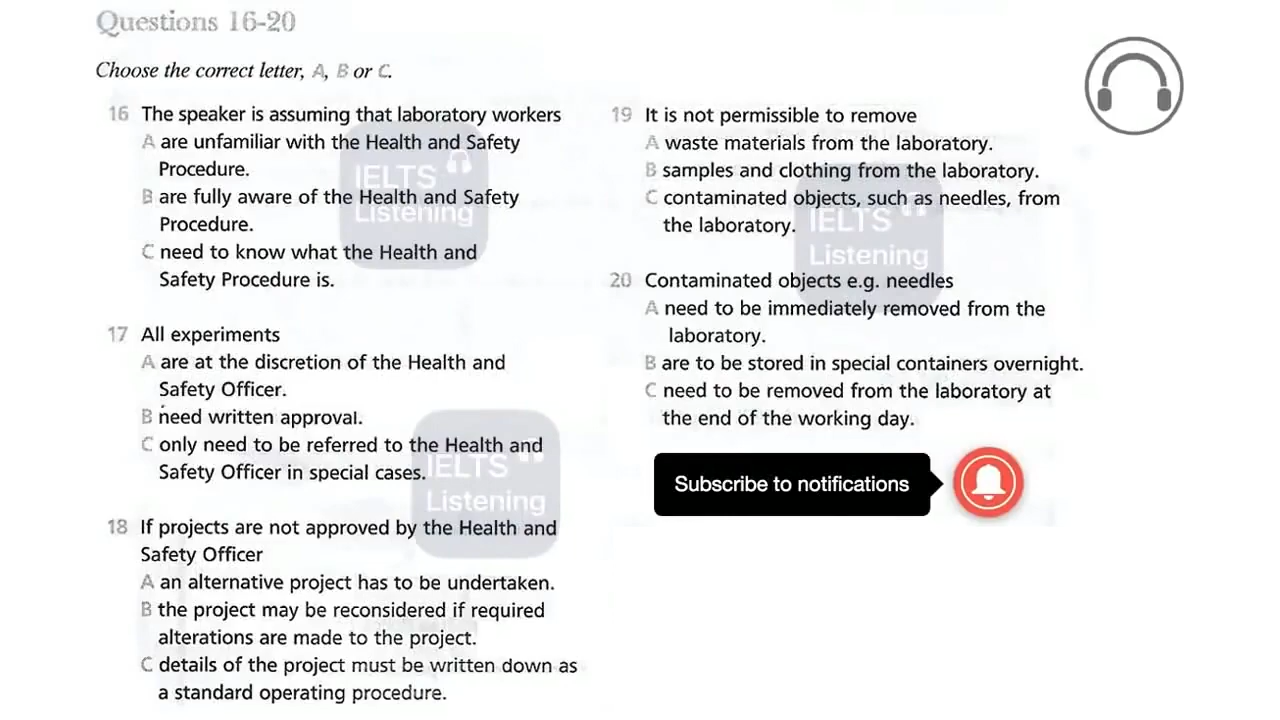 Questions 16-20
Choose the correct letter, A, B or C.
16 The speaker is assuming that laboratory workers
A are unfamiliar with the Health and Safety
Procedure.
B are fully aware of the Health and Safety
Procedure.
C need to know what the Health and
Safety Procedure is.
17 All experiments
A are at the discretion of the Health and
Safety Officer.
B need written approval.
C only need to be referred to the Health and
Safety Officer in special cases.
18 If projects are not approved by the Health and
Safety Officer
A an alternative project has to be undertaken.
B the project may be reconsidered if required
alterations are made to the project.
C details of the project must be written down as
a standard operating procedure.
19 It is not permissible to remove
A waste materials from the laboratory.
B samples and clothing from the laboratory.
C contaminated objects, such as needles, from
the laboratory.
20 Contaminated objects e.g. needles
A need to be immediately removed from the
laboratory.
B are to be stored in special containers overnight.
C need to be removed from the laboratory at
the end of the working day.
Subscribe to notifications
IELTS
Listening
IELTS
Listening
IELTS
Listening